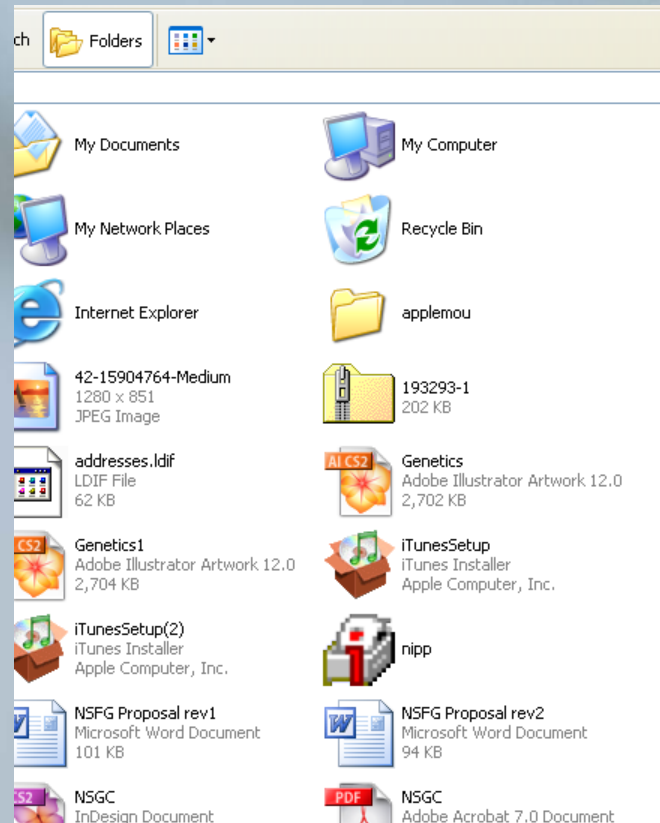 ch Folders
My Documents
My Computer
My Network Places
Recycle Bin
Internet Explorer
applemou
42-15904764-Medium
1280 x 851
JPEG Image
193293-1
202 KB
addresses.ldif
LDIF File
62 KB
AI CS2
Genetics
Adobe Illustrator Artwork 12.0
2,702 KB
CS2
Genetics1
Adobe Illustrator Artwork 12.0
2,704 KB
iTunesSetup
iTunes Installer
Apple Computer, Inc.
iTunesSetup(2)
iTunes Installer
Apple Computer, Inc.
nipp
NSFG Proposal rev1
Microsoft Word Document
101 KB
W
NSFG Proposal rev2
Microsoft Word Document
94 KB
CS2
NSGC
InDesign Document
PDF
NSGC
Adobe Acrobat 7.0 Document